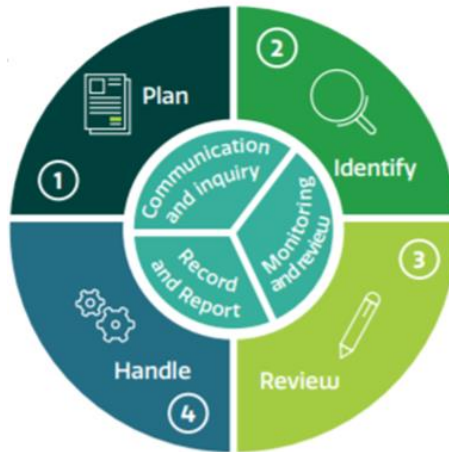 Plan
1
2
Identify
3
Review
Handle
4
Communication
and inquiry
Monitoring
and review
Record
and Report